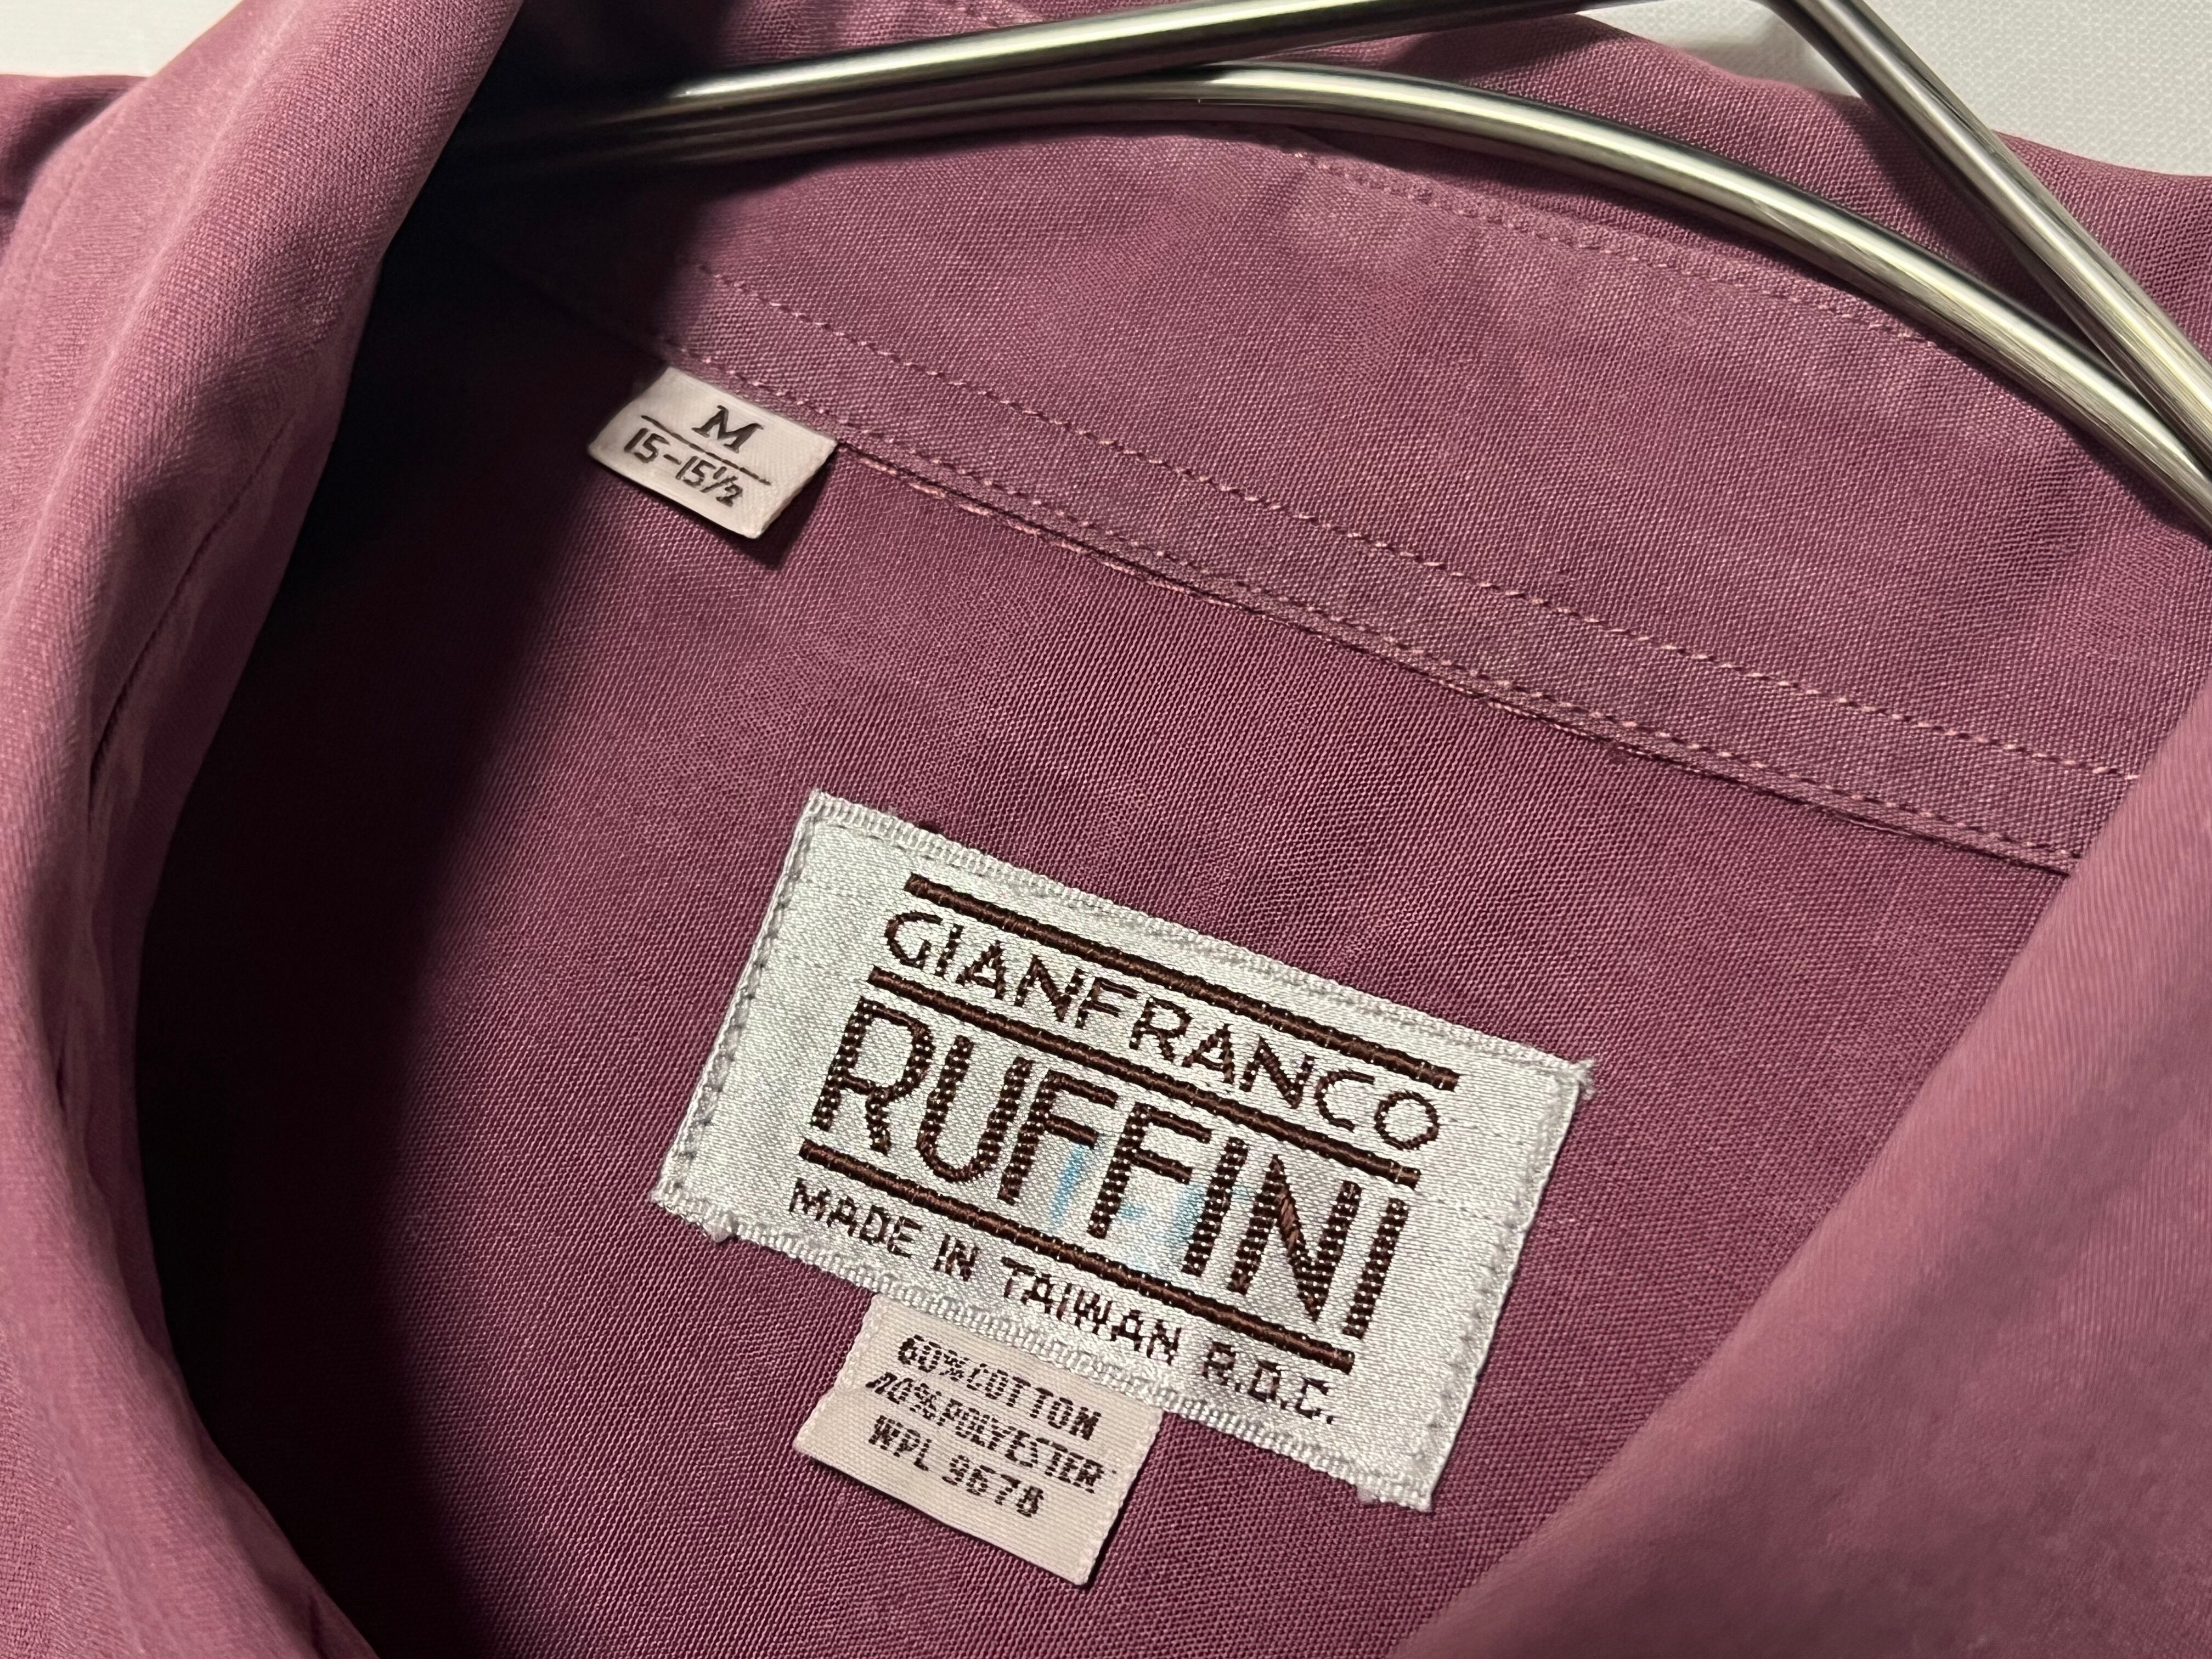 M
15-15½
GIANFRANCO
RUFFINI
MADE IN TAIWAN R.O.C.
60%COTTON
40%POLYESTER
WPL 9678